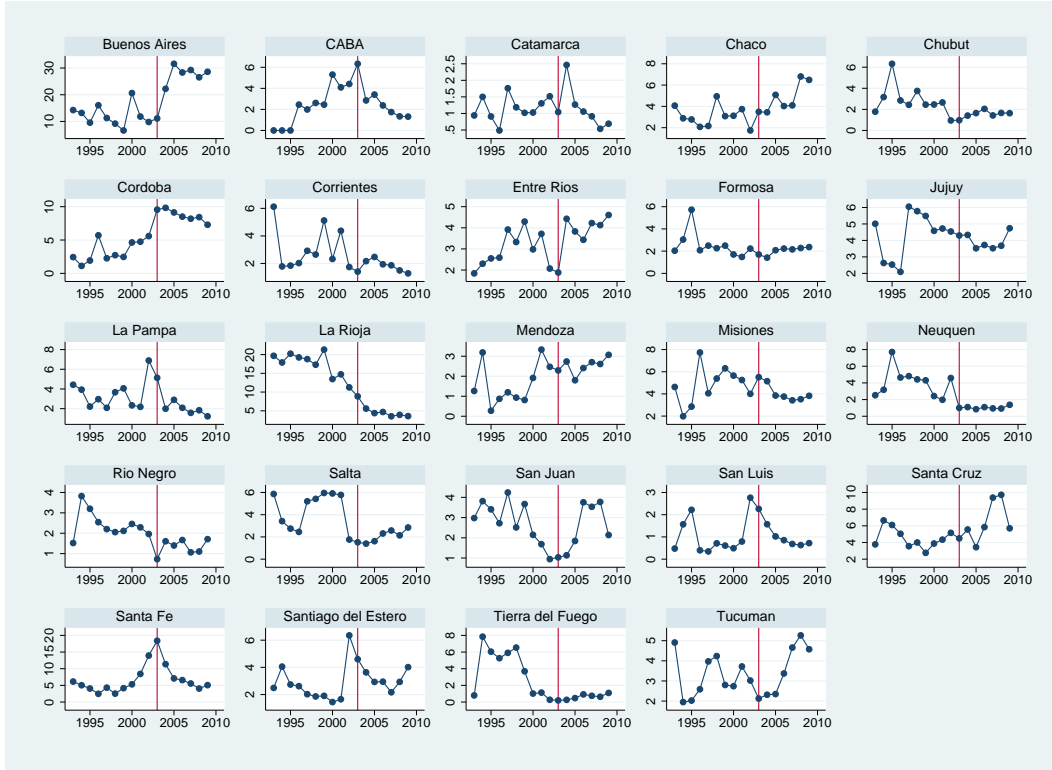 Buenos Aires
10 20 30
1995 2000 2005 2010
CABA
0 2 4 6
1995 2000 2005 2010
Catamarca
.5 1 1.5 2 2.5
1995 2000 2005 2010
Chaco
2 4 6 8
1995 2000 2005 2010
Chubut
0 2 4 6
1995 2000 2005 2010
Cordoba
0 5 10
1995 2000 2005 2010
Corrientes
2 4 6
1995 2000 2005 2010
Entre Rios
2 3 4 5
1995 2000 2005 2010
Formosa
0 2 4 6
1995 2000 2005 2010
Jujuy
2 3 4 5 6
1995 2000 2005 2010
La Pampa
2 4 6 8
1995 2000 2005 2010
La Rioja
5 10 15 20
1995 2000 2005 2010
Mendoza
0 1 2 3
1995 2000 2005 2010
Misiones
2 4 6 8
1995 2000 2005 2010
Neuquen
0 2 4 6 8
1995 2000 2005 2010
Rio Negro
1 2 3 4
1995 2000 2005 2010
Salta
0 2 4 6
1995 2000 2005 2010
San Juan
1 2 3 4
1995 2000 2005 2010
San Luis
0 1 2 3
1995 2000 2005 2010
Santa Cruz
2 4 6 8 10
1995 2000 2005 2010
Santa Fe
0 5 10 15 20
1995 2000 2005 2010
Santiago del Estero
2 4 6
1995 2000 2005 2010
Tierra del Fuego
0 2 4 6 8
1995 2000 2005 2010
Tucuman
2 3 4 5
1995 2000 2005 2010